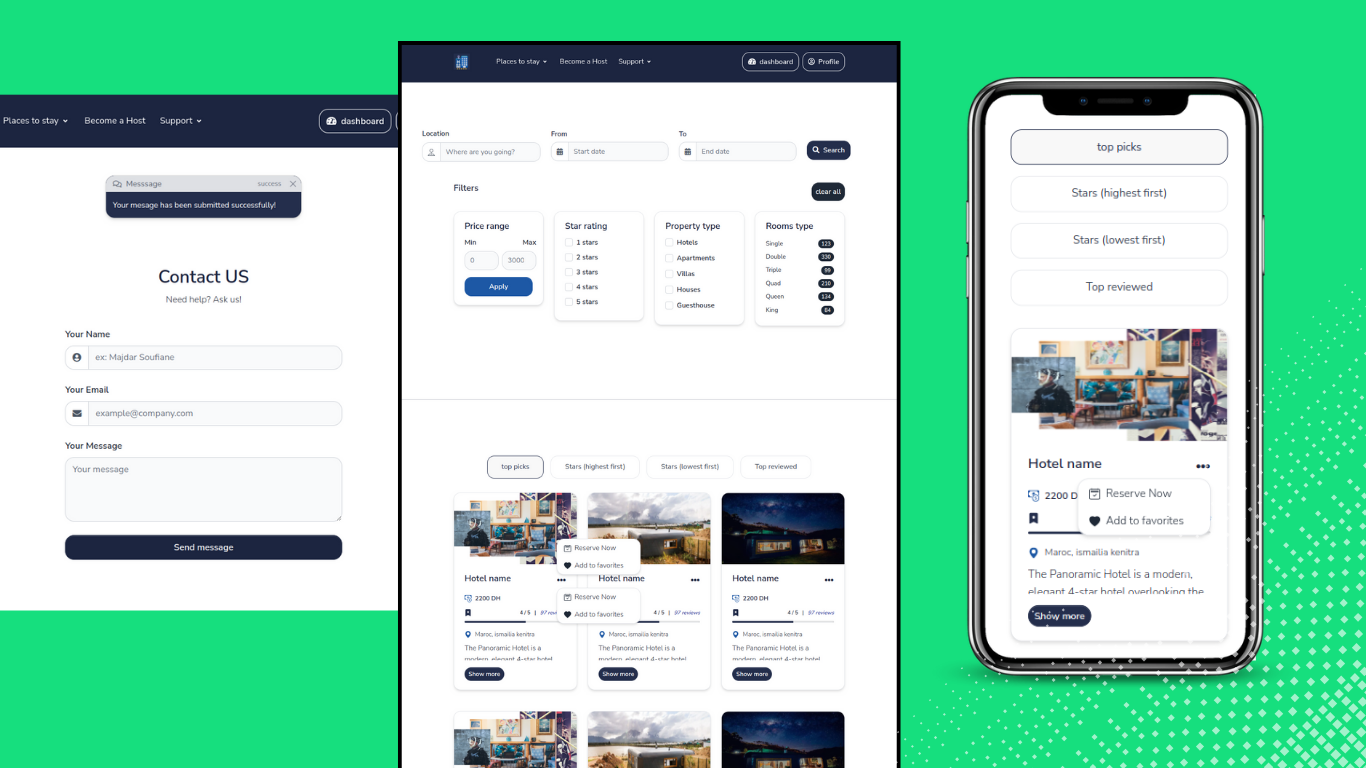 Places to stay
Become a Host
Support
dashboard
Messsage
success
Your mesage has been submitted successfully!
Contact US
Need help? Ask us!
Your Name
ex: Majdar Soufiane
Your Email
example@company.com
Your Message
Your message
Send message
Places to stay
Become a Host
Support
dashboard
Profile
Location
From
To
Where are you going?
Start date
End date
Search
Filters
clear all
Price range
Min
Max
0
3000
Apply
Star rating
1 stars
2 stars
3 stars
4 stars
5 stars
Property type
Hotels
Apartments
Villas
Houses
Guesthouse
Rooms type
Single 123
Double 330
Triple 99
Quad 210
Queen 134
King 84
top picks
Stars (highest first)
Stars (lowest first)
Top reviewed
Reserve Now
Add to favorites
Hotel name
2200 DH
4 / 5 | 97
Maroc, ismailia kenitra
The Panoramic Hotel is a
modern, elegant 4-star hotel
Show more
Hotel name
Reserve Now
Add to favorites
4 / 5 | 97 reviews
Maroc, ismailia kenitra
The Panoramic Hotel is a
modern, elegant 4-star hotel
Show more
Hotel name
2200 DH
4 / 5 | 97 reviews
Maroc, ismailia kenitra
The Panoramic Hotel is a
modern, elegant 4-star hotel
Show more
top picks
Stars (highest first)
Stars (lowest first)
Top reviewed
Hotel name
2200 D
Reserve Now
Add to favorites
Maroc, ismailia kenitra
The Panoramic Hotel is a modern,
elegant 4-star hotel overlooking the
Show more